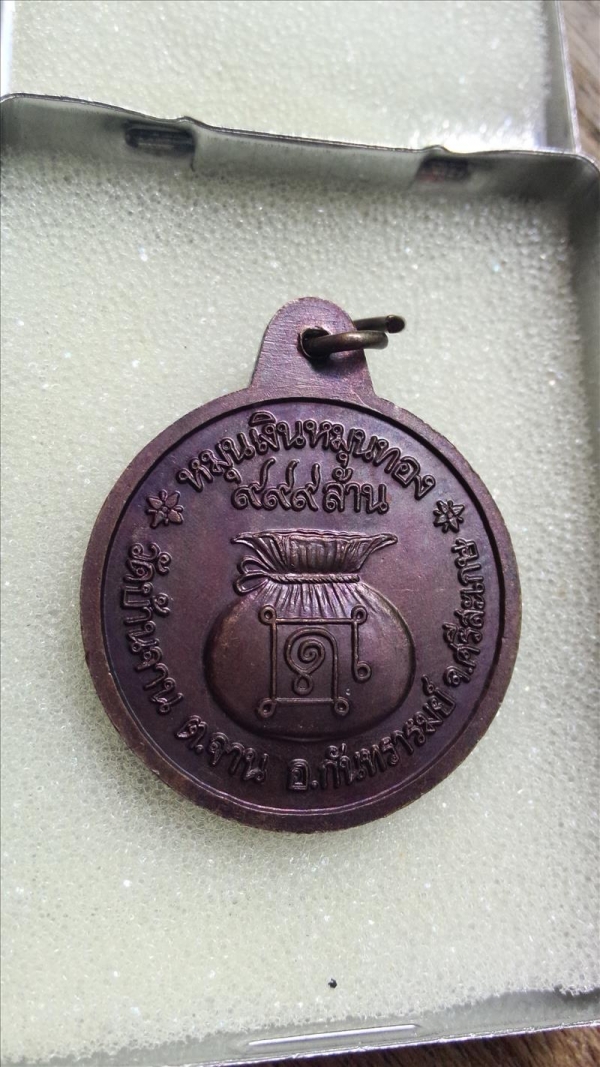 หมุนเงินหมุนทอง
๙๙๙ล้าน
วัดบ้านจาน ต.จาน อ.กันทรารมย์ จ.ศรีสะเกษ